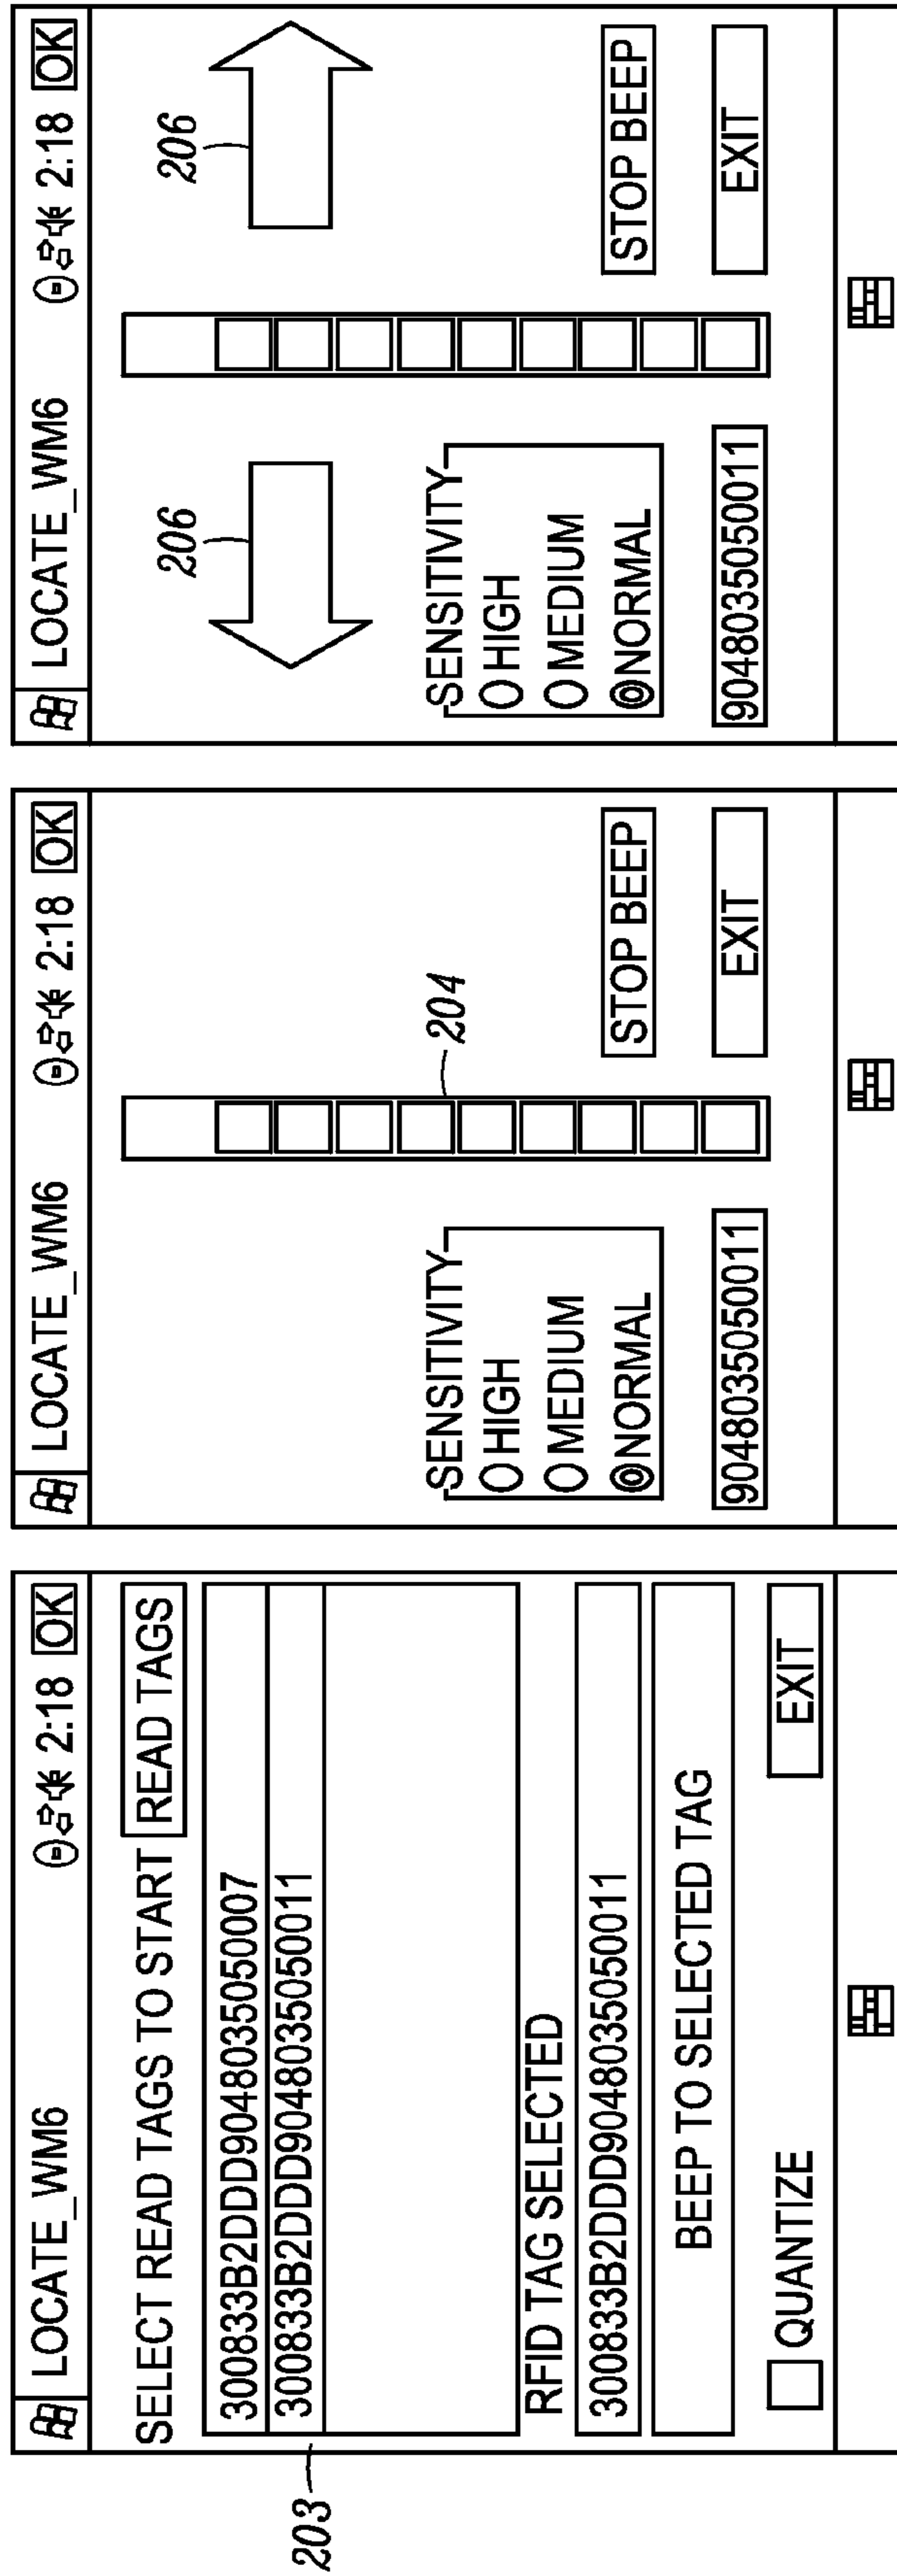 LOCATE_WM6 2:18 OK
SELECT READ TAGS TO START READ TAGS
300833B2DDD9048035050007
300833B2DDD9048035050011
203
RFID TAG SELECTED
300833B2DDD9048035050011
BEEP TO SELECTED TAG
QUANTIZE EXIT
LOCATE_WM6 2:18 OK
204
SENSITIVITY
HIGH
MEDIUM
NORMAL
STOP BEEP
9048035050011 EXIT
LOCATE_WM6 2:18 OK
206 206
SENSITIVITY
HIGH
MEDIUM
NORMAL
STOP BEEP
9048035050011 EXIT